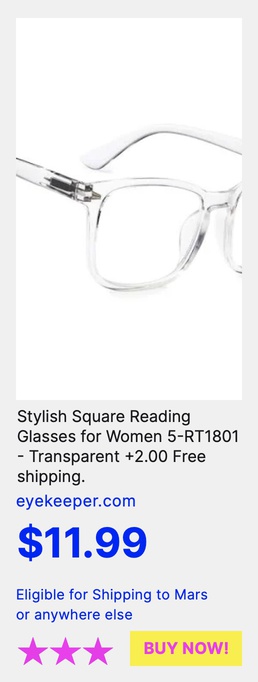 Stylish Square Reading
Glasses for Women 5-RT1801
- Transparent +2.00 Free
shipping.
eyekeeper.com
$11.99
Eligible for Shipping to Mars
or anywhere else
BUY NOW!